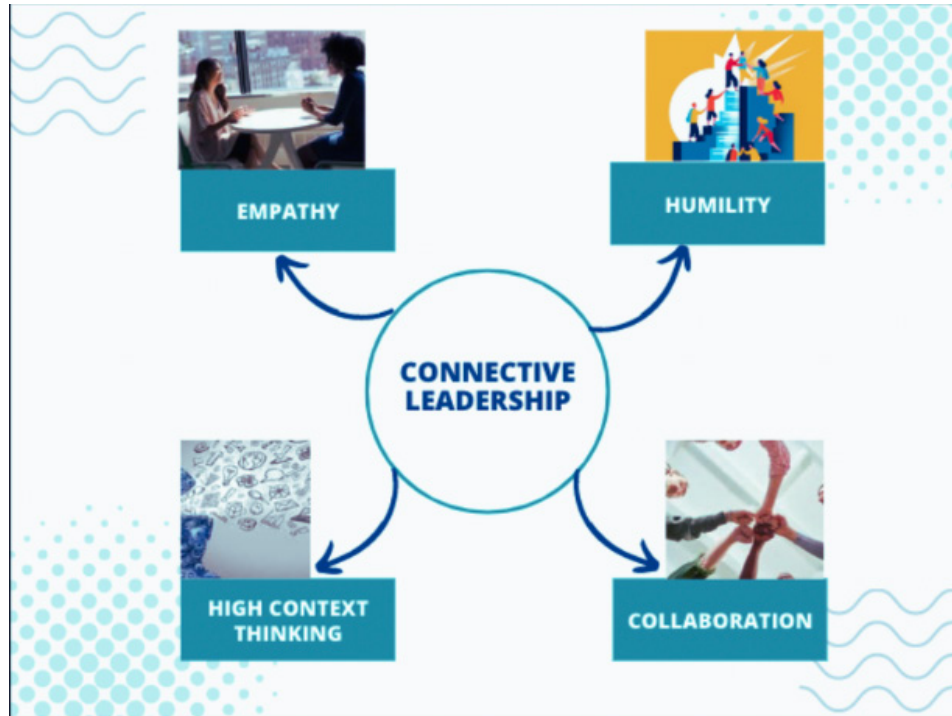 EMPATHY
HUMILITY
CONNECTIVE
LEADERSHIP
HIGH CONTEXT
THINKING
COLLABORATION